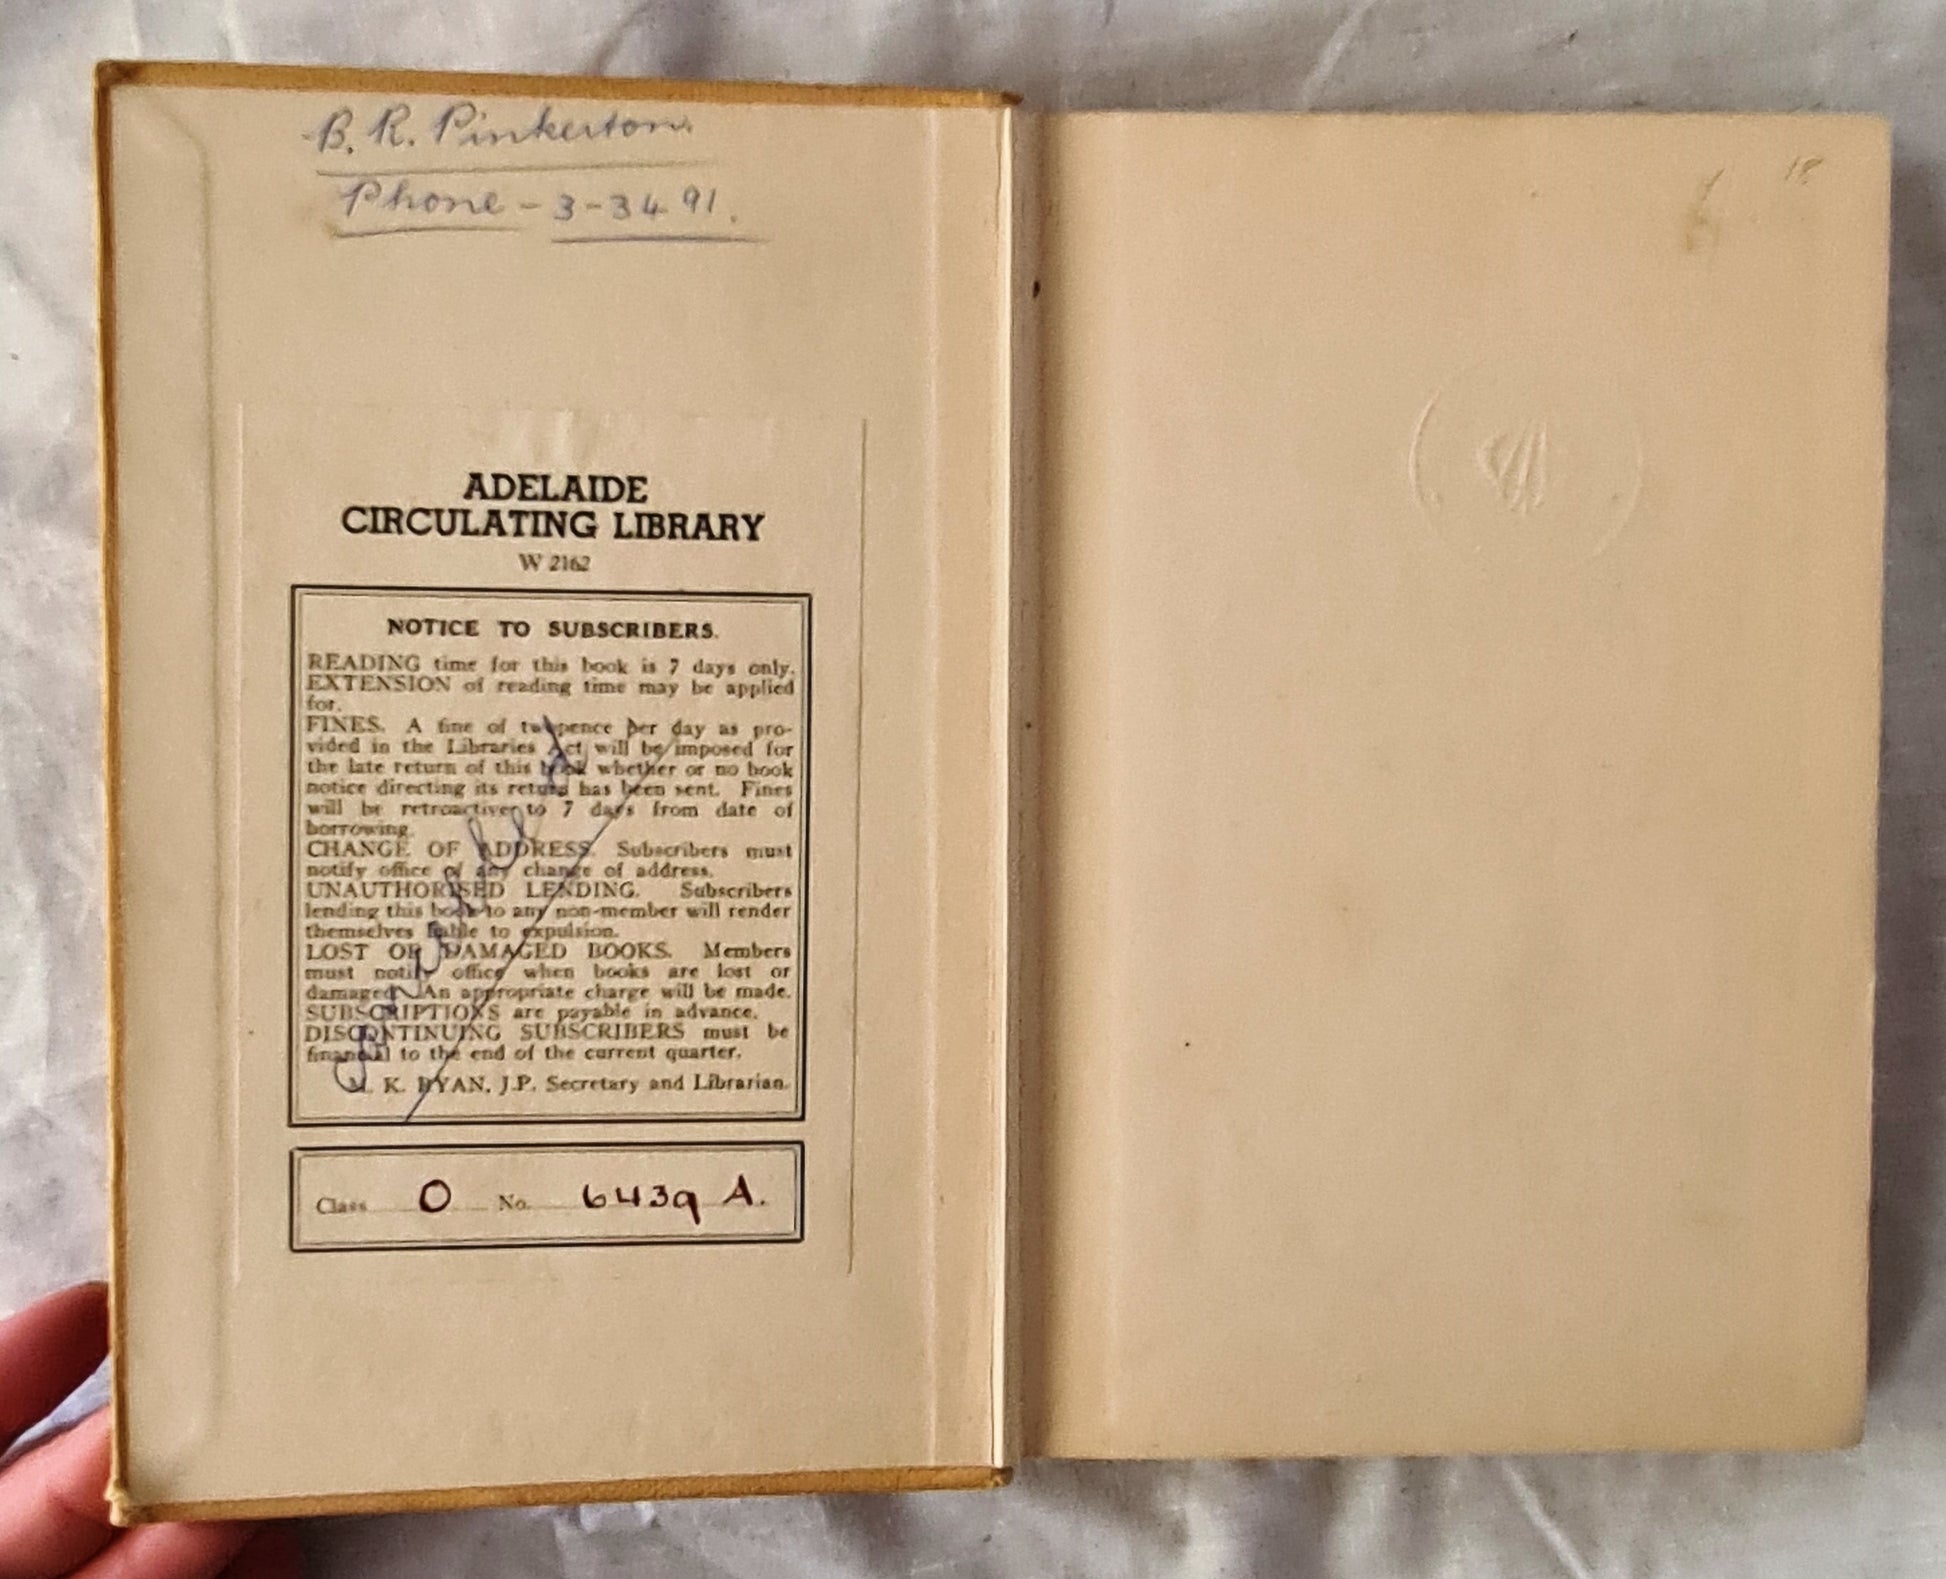 B. R. Pinkerton.
Phone - 3-3491.
ADELAIDE
CIRCULATING LIBRARY
W 2162
NOTICE TO SUBSCRIBERS.
READING time for this book is 7 days only.
EXTENSION of reading time may be applied
for.
FINES. A fine of twopence per day as pro-
vided in the Libraries Act will be imposed for
the late return of this book whether or no book
notice directing its return has been sent. Fines
will be retroactive to 7 days from date of
borrowing.
CHANGE OF ADDRESS. Subscribers must
notify office of any change of address.
UNAUTHORISED LENDING. Subscribers
lending this book to any non-member will render
themselves liable to expulsion.
LOST OR DAMAGED BOOKS. Members
must notify office when books are lost or
damaged. An appropriate charge will be made.
SUBSCRIPTIONS are payable in advance.
DISCONTINUING SUBSCRIBERS must be
financial to the end of the current quarter.
K. RYAN, J.P. Secretary and Librarian.
Cancelled
Class O No. 6439 A.
18